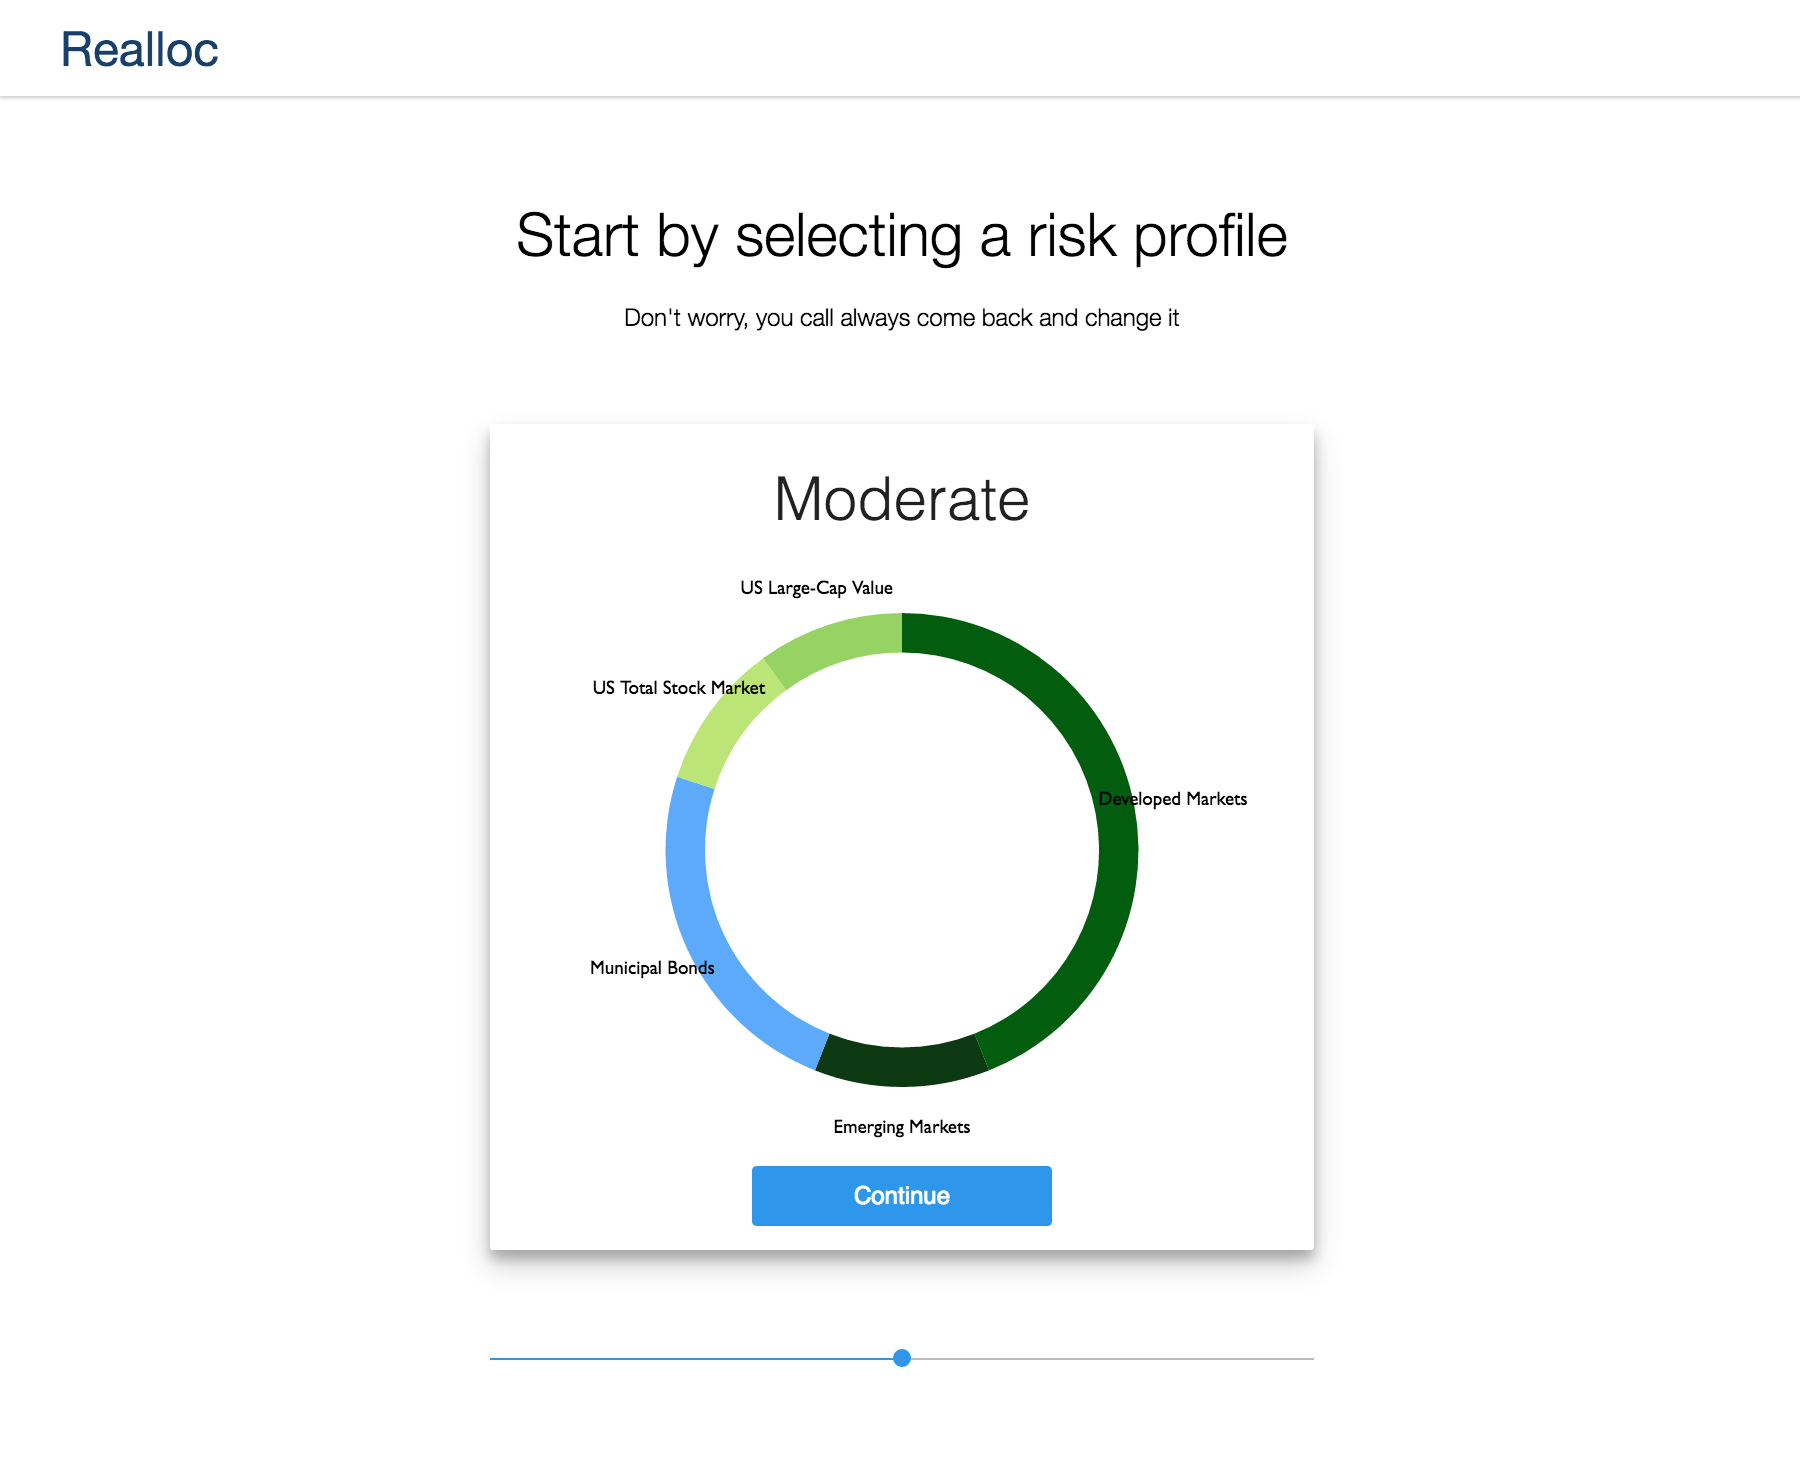 Realloc
Start by selecting a risk profile
Don't worry, you call always come back and change it
Moderate
US Large-Cap Value
US Total Stock Market
Developed Markets
Municipal Bonds
Emerging Markets
Continue